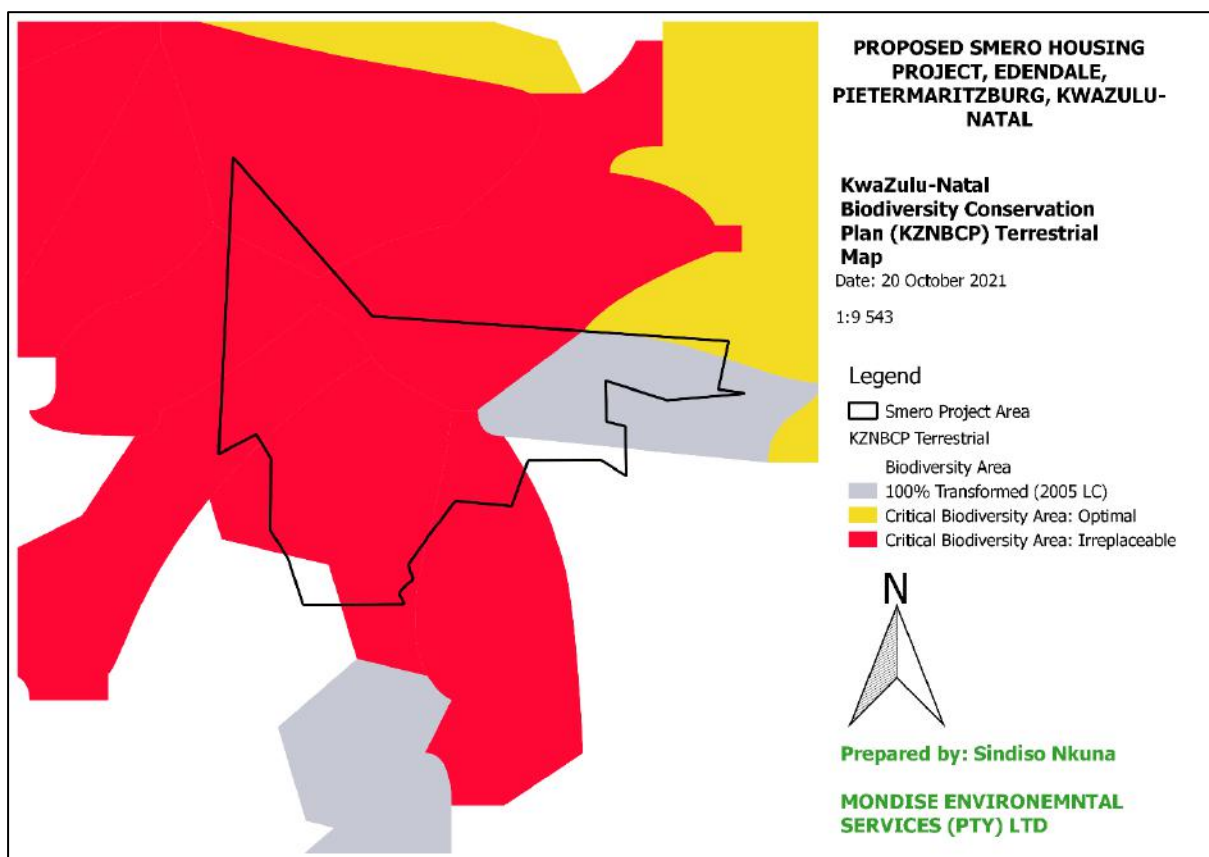 PROPOSED SMERO HOUSING
PROJECT, EDENDALE,
PIETERMARITZBURG, KWAZULU-
NATAL
KwaZulu-Natal
Biodiversity Conservation
Plan (KZNBCP) Terrestrial
Map
Date: 20 October 2021
1:9 543
Legend
Smero Project Area
KZNBCP Terrestrial
Biodiversity Area
100% Transformed (2005 LC)
Critical Biodiversity Area: Optimal
Critical Biodiversity Area: Irreplaceable
N
Prepared by: Sindiso Nkuna
MONDISE ENVIRONEMNTAL
SERVICES (PTY) LTD